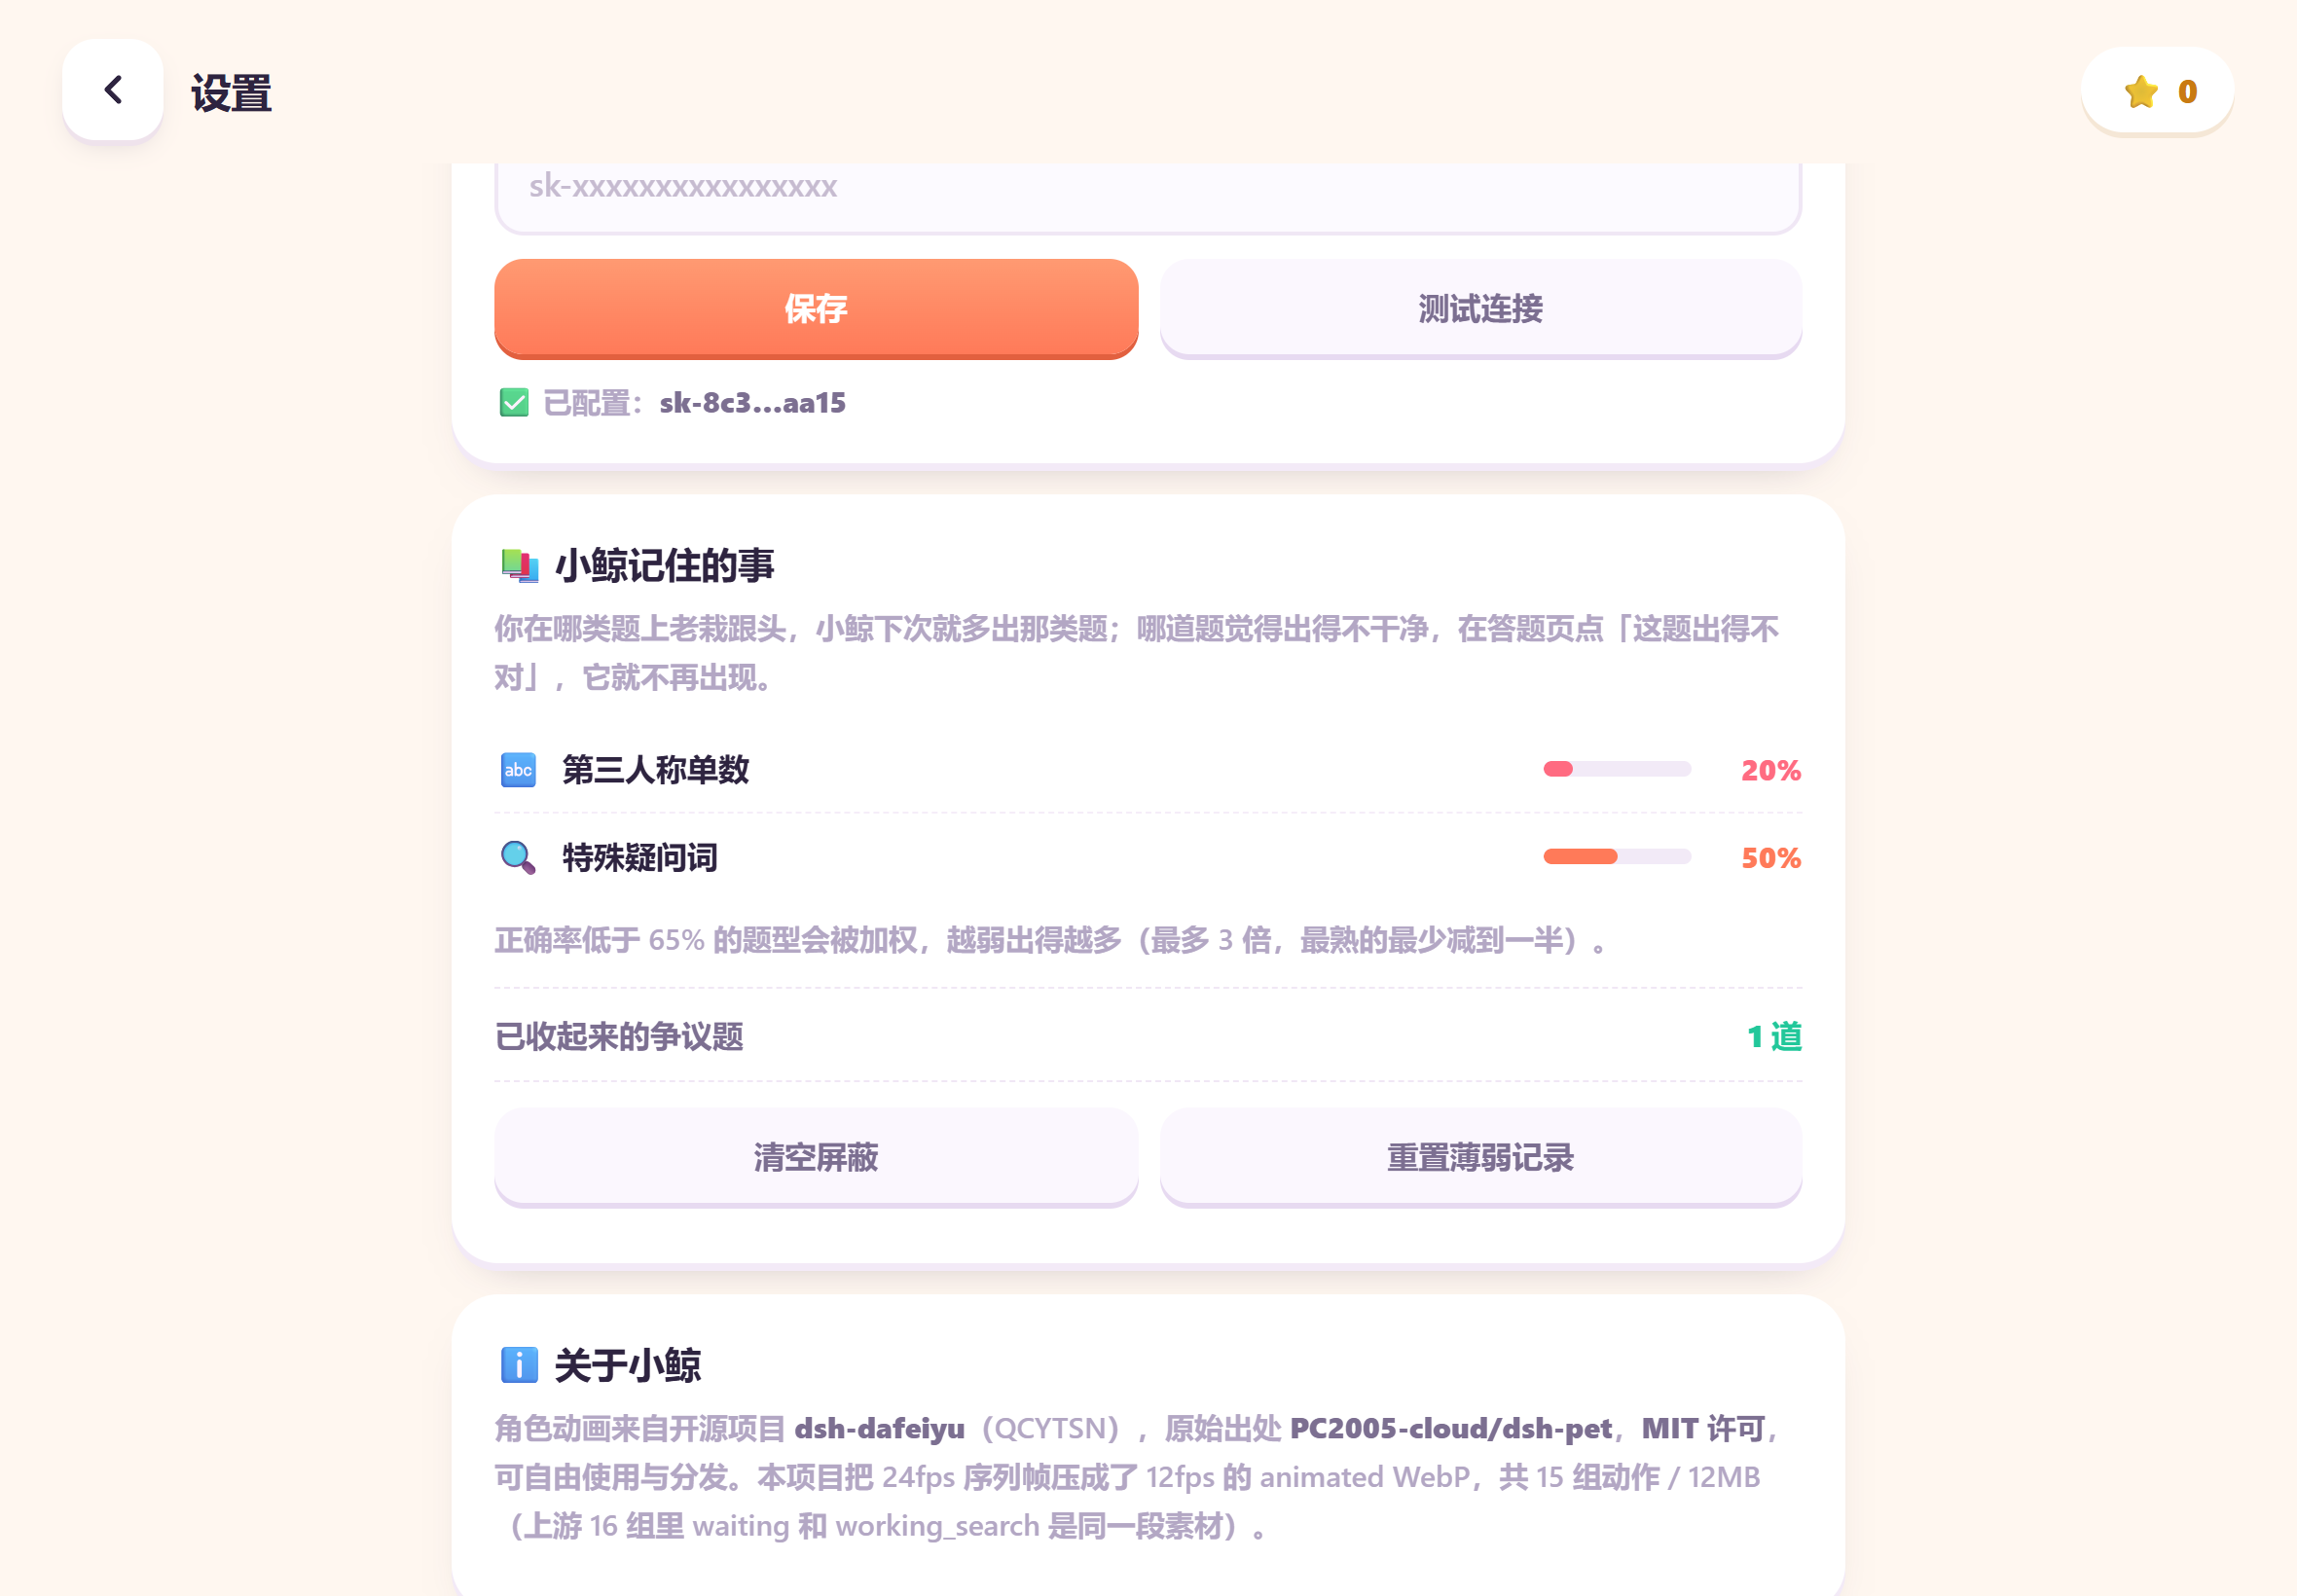 设置
0
sk-xxxxxxxxxxxxxxxx
保存
测试连接
已配置：sk-8c3...aa15
小鲸记住的事
你在哪类题上老栽跟头，小鲸下次就多出那类题；哪道题觉得出得不干净，在答题页点「这题出得不
对」，它就不再出现。
abc 第三人称单数 20%
特殊疑问词 50%
正确率低于 65% 的题型会被加权，越弱出得越多（最多 3 倍，最熟的最少减到一半）。
已收起来的争议题 1 道
清空屏蔽
重置薄弱记录
关于小鲸
角色动画来自开源项目 dsh-dafeiyu（QCYTSN），原始出处 PC2005-cloud/dsh-pet，MIT 许可，
可自由使用与分发。本项目把 24fps 序列帧压成了 12fps 的 animated WebP，共 15 组动作 / 12MB
（上游 16 组里 waiting 和 working_search 是同一段素材）。